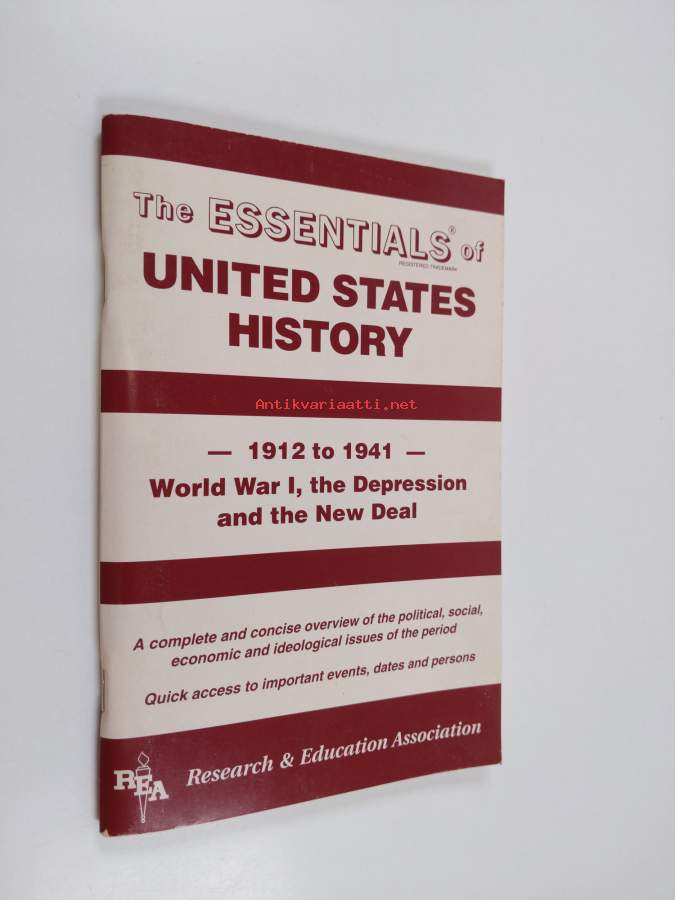 The ESSENTIALS® of
REGISTERED TRADEMARK
UNITED STATES
HISTORY
Antikvariaatti.net
— 1912 to 1941 —
World War I, the Depression
and the New Deal
A complete and concise overview of the political, social,
economic and ideological issues of the period
Quick access to important events, dates and persons
REA Research & Education Association